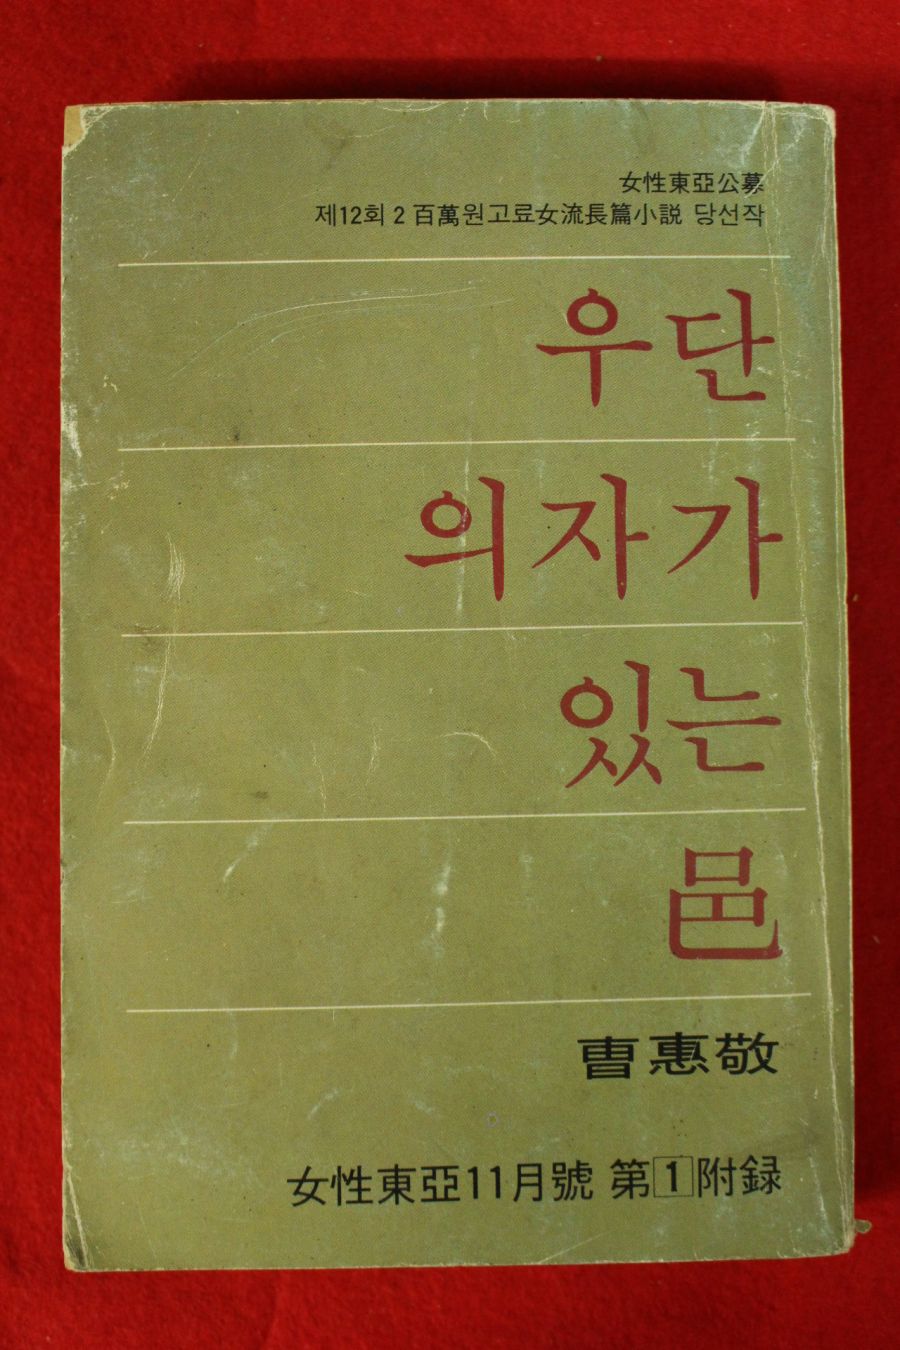 女性東亞公募
제12회 2百萬원고료女流長篇小説 당선작
우단
의자가
있는
邑
曺惠敬
女性東亞11月號 第1附録